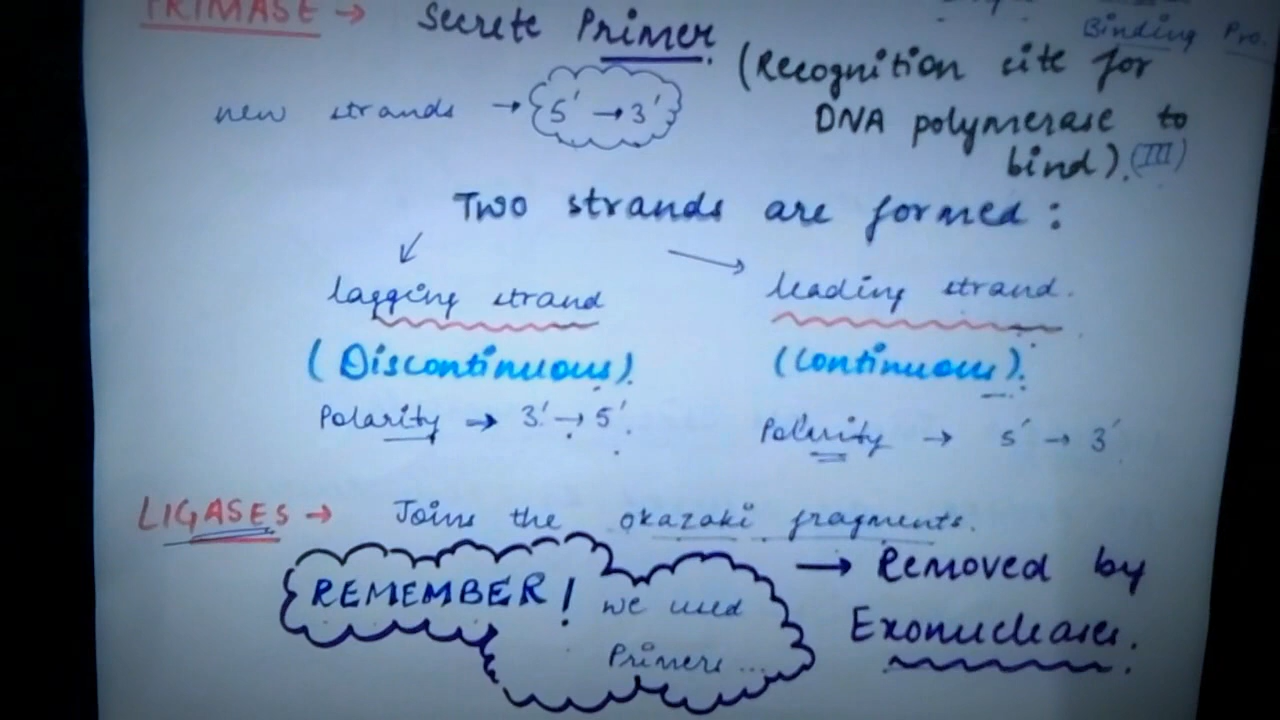 PRIMASE → Secrete Primer
Binding Pro.
(Recognition site for
DNA polymerase to
bind). (III)
new strands → 5' → 3'
Two strands are formed :
lagging strand
leading strand.
(Discontinuous).
(Continuous).
Polarity → 3' → 5'.
Polarity → 5' → 3'
LIGASES → Joins the okazaki fragments.
REMEMBER! we used
Primers ...
→ Removed by
Exonucleases.